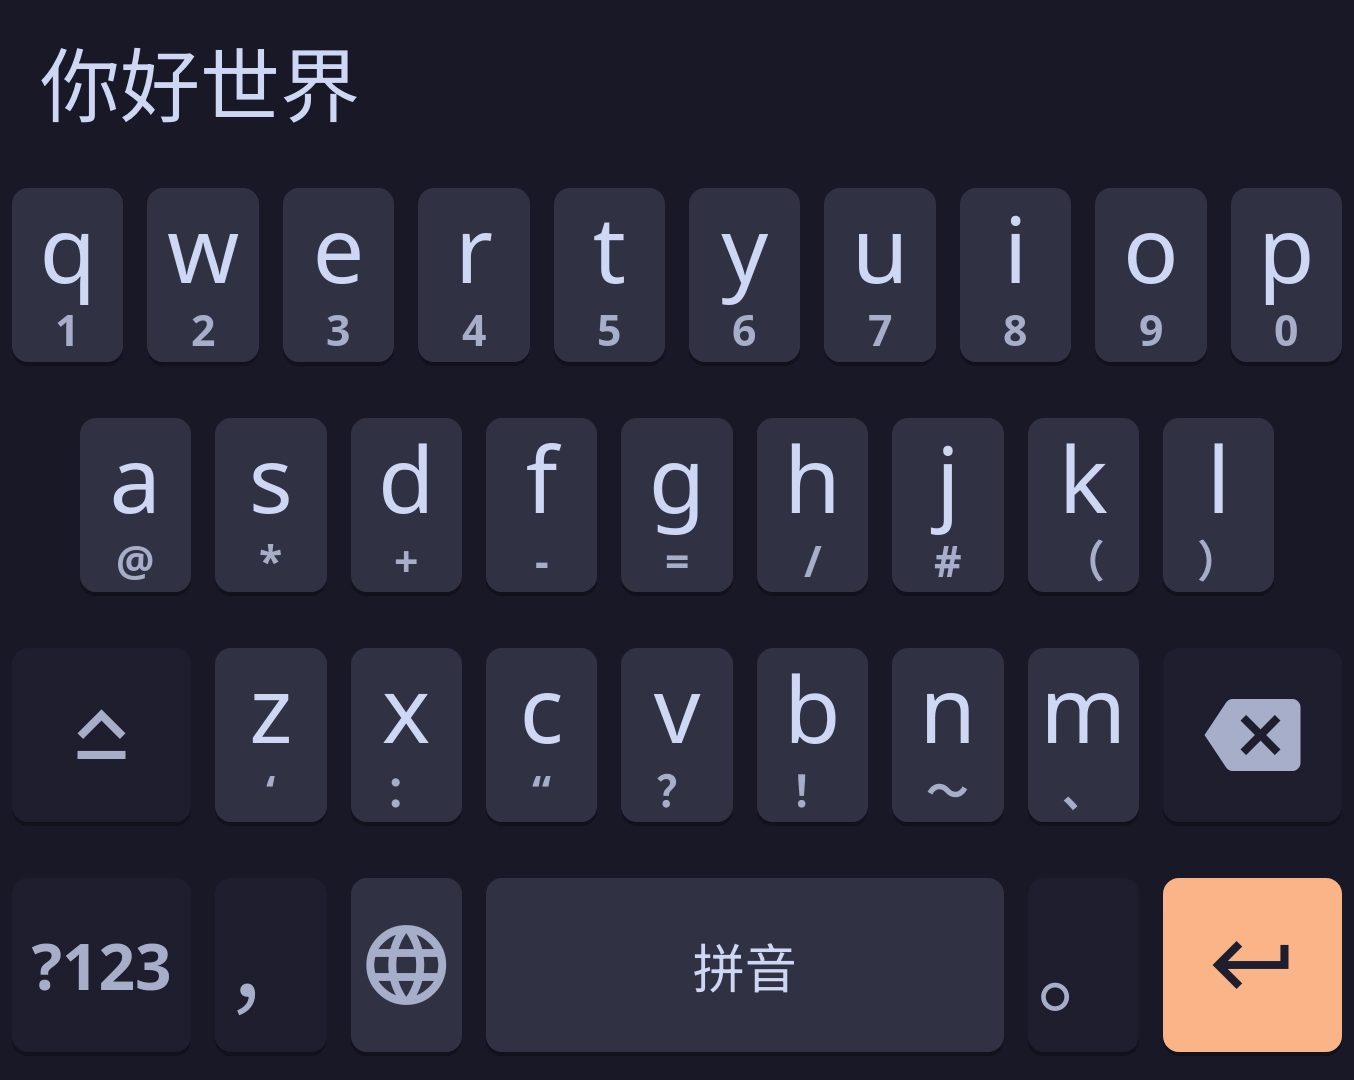 你好世界
q w e r t y u i o p
1 2 3 4 5 6 7 8 9 0
a s d f g h j k l
@ * + - = / # （ ）
z x c v b n m
‘ ： “ ？ ！ ～ 、
?123 ， 拼音 。